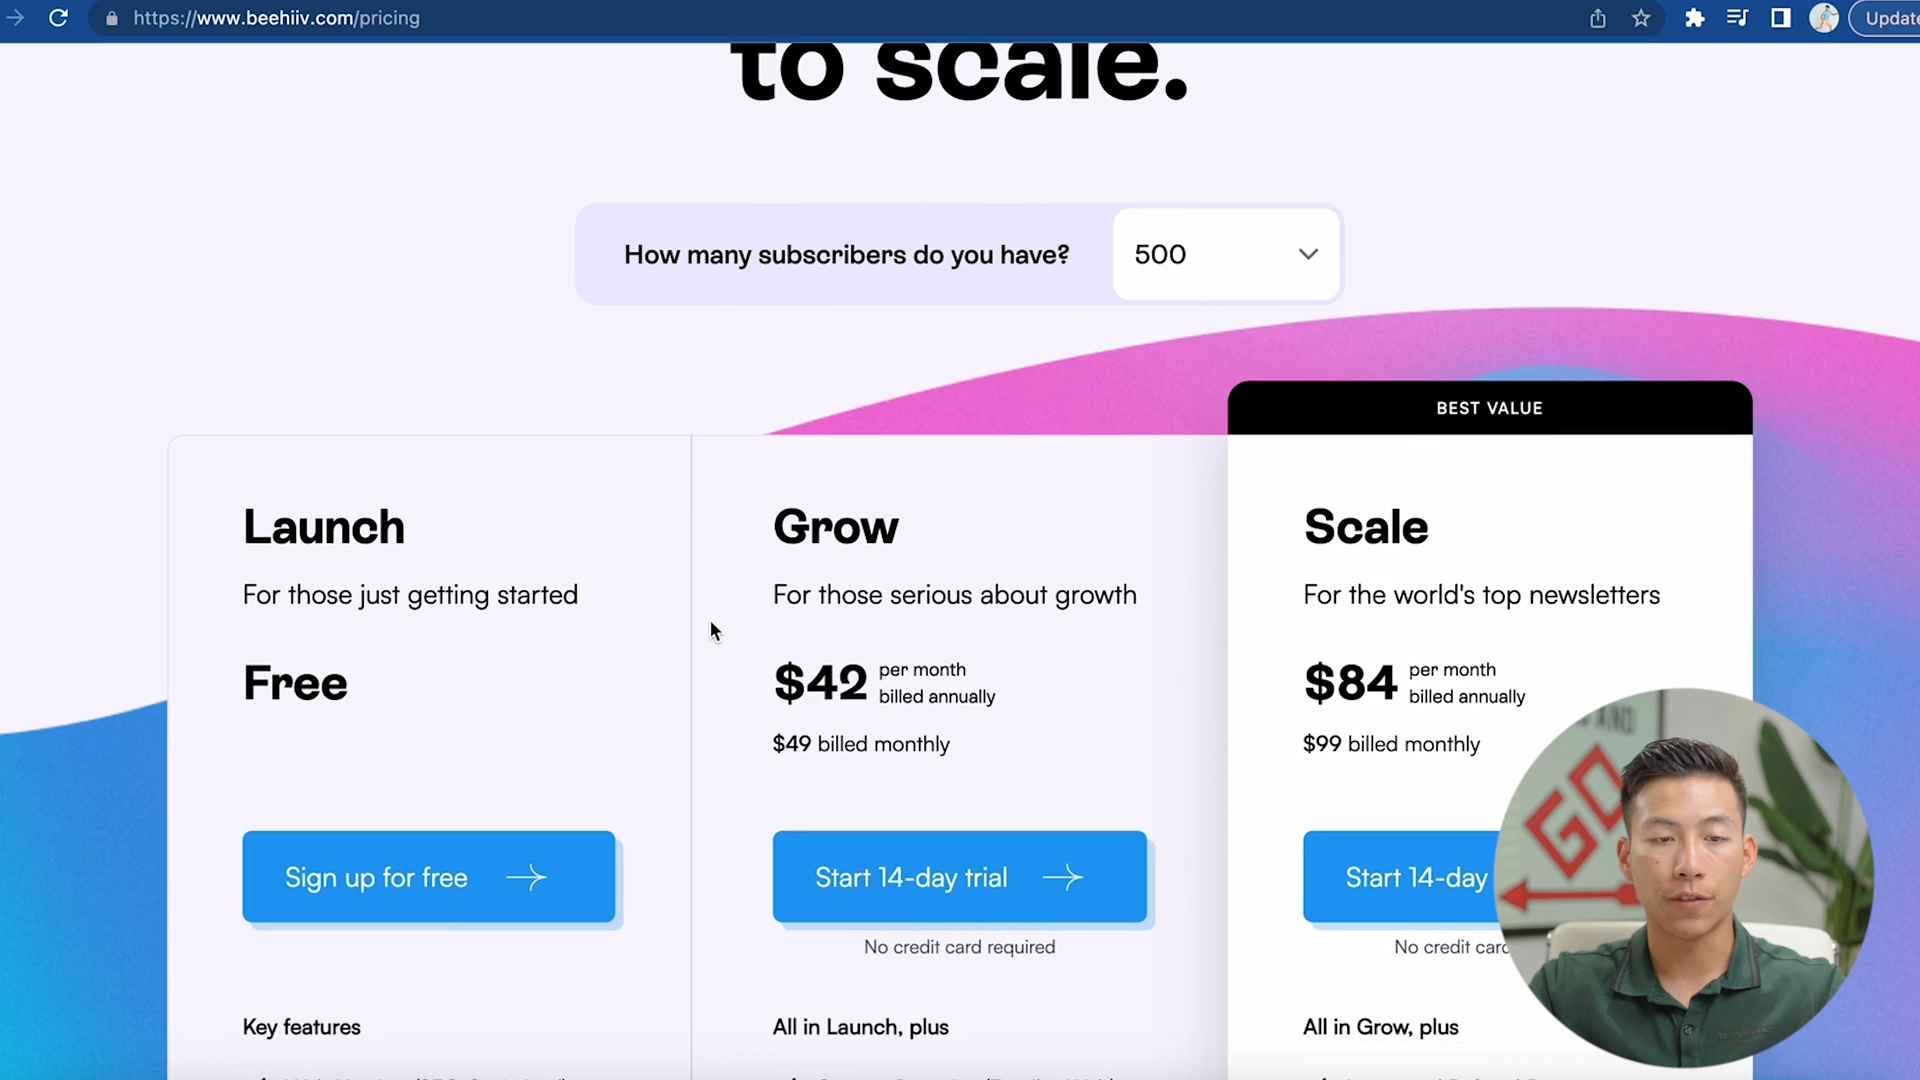 https://www.beehiiv.com/pricing
Update
to scale.
How many subscribers do you have?
500
BEST VALUE
Launch
For those just getting started
Free
Sign up for free
Key features
Grow
For those serious about growth
$42 per month
billed annually
$49 billed monthly
Start 14-day trial
No credit card required
All in Launch, plus
Scale
For the world's top newsletters
$84 per month
billed annually
$99 billed monthly
Start 14-day
No credit card
All in Grow, plus
AND
GO